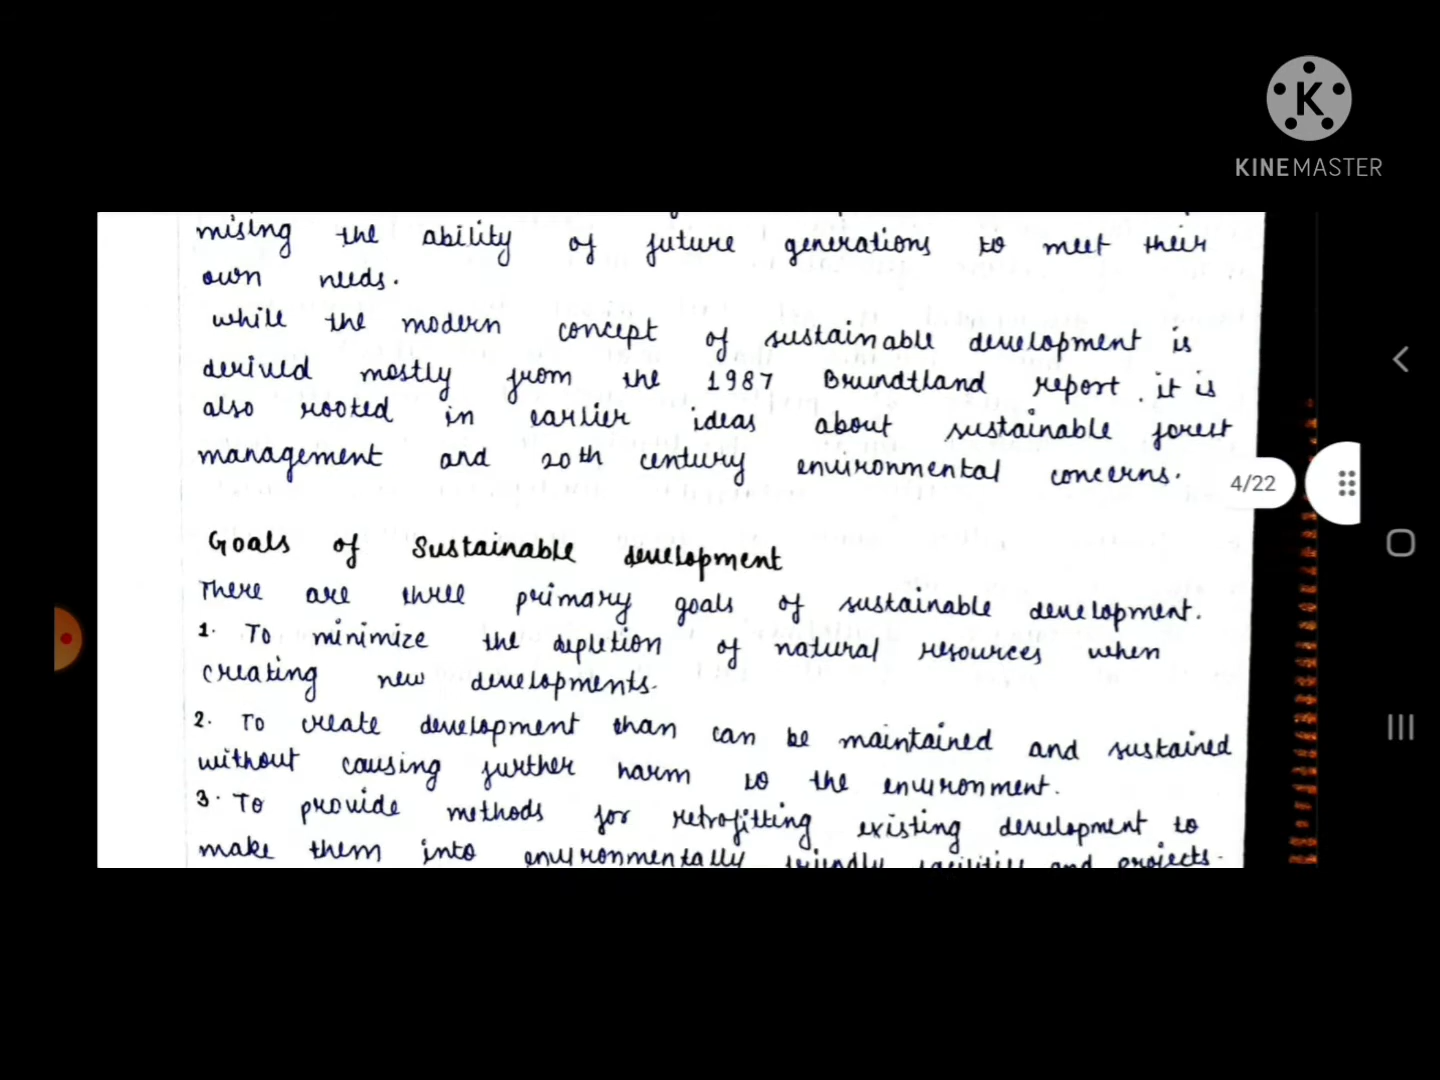 KINEMASTER
mising the ability of future generations to meet their
own needs.
while the modern concept of sustainable development is
derived mostly from the 1987 Brundtland report. it is
also rooted in earlier ideas about sustainable forest
management and 20th century environmental concerns.
4/22
Goals of Sustainable development
There are three primary goals of sustainable development.
1. To minimize the depletion of natural resources when
creating new developments.
2. To create development than can be maintained and sustained
without causing further harm to the environment.
3. To provide methods for retrofitting existing development to
make them into environmentally friendly facilities and projects.